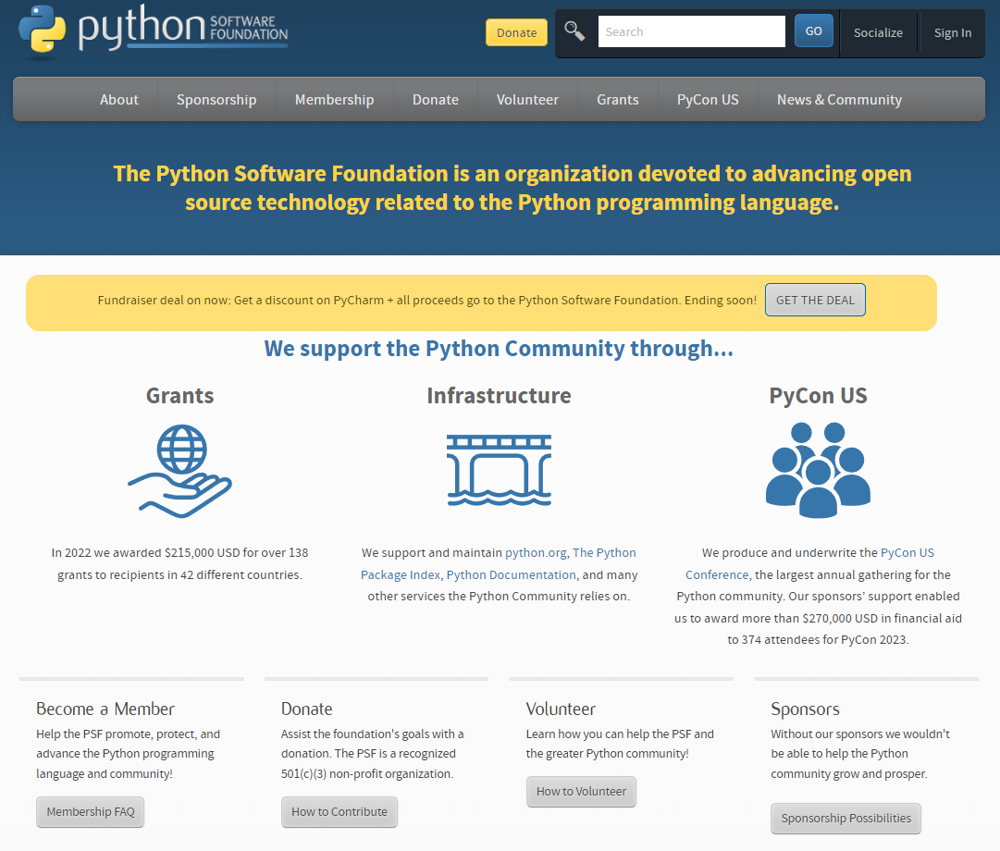 python SOFTWARE FOUNDATION
Donate
Search
GO
Socialize
Sign In
About
Sponsorship
Membership
Donate
Volunteer
Grants
PyCon US
News & Community
The Python Software Foundation is an organization devoted to advancing open
source technology related to the Python programming language.
Fundraiser deal on now: Get a discount on PyCharm + all proceeds go to the Python Software Foundation. Ending soon!
GET THE DEAL
We support the Python Community through...
Grants
In 2022 we awarded $215,000 USD for over 138
grants to recipients in 42 different countries.
Infrastructure
We support and maintain python.org, The Python
Package Index, Python Documentation, and many
other services the Python Community relies on.
PyCon US
We produce and underwrite the PyCon US
Conference, the largest annual gathering for the
Python community. Our sponsors’ support enabled
us to award more than $270,000 USD in financial aid
to 374 attendees for PyCon 2023.
Become a Member
Help the PSF promote, protect, and
advance the Python programming
language and community!
Membership FAQ
Donate
Assist the foundation's goals with a
donation. The PSF is a recognized
501(c)(3) non-profit organization.
How to Contribute
Volunteer
Learn how you can help the PSF and
the greater Python community!
How to Volunteer
Sponsors
Without our sponsors we wouldn't
be able to help the Python
community grow and prosper.
Sponsorship Possibilities